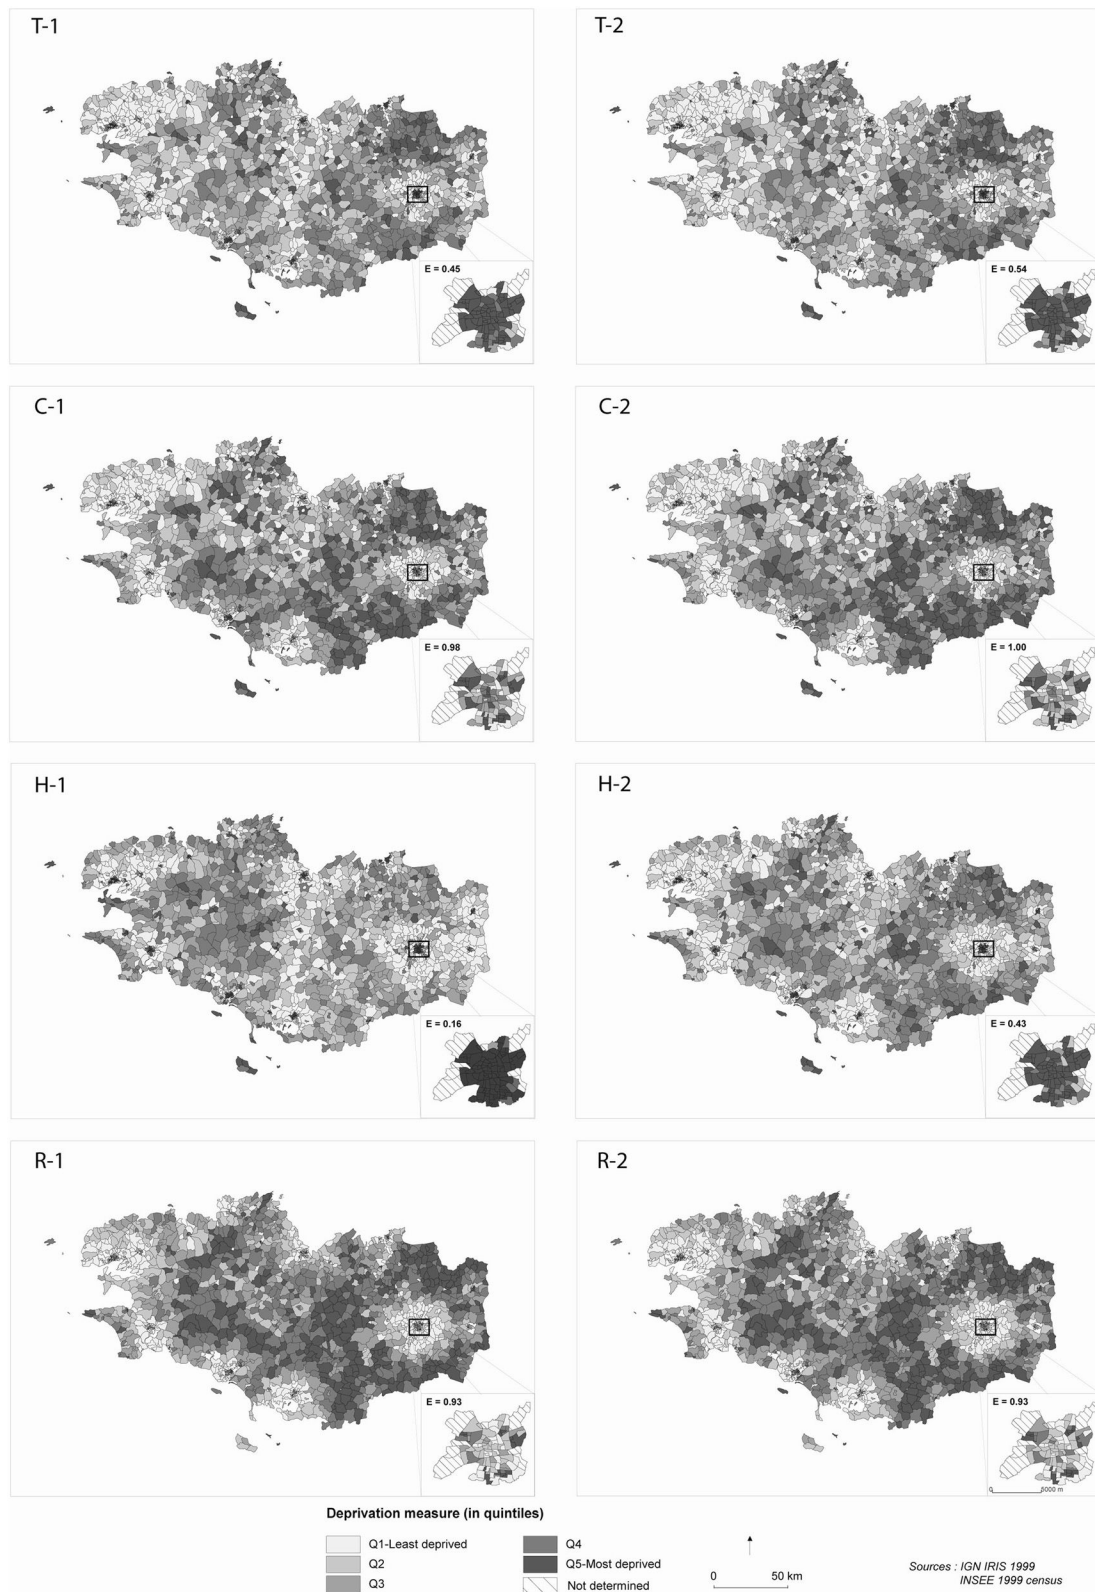 T-1
T-2
E = 0.45
E = 0.54
C-1
C-2
E = 0.98
E = 1.00
H-1
H-2
E = 0.16
E = 0.43
R-1
R-2
E = 0.93
E = 0.93
0 5000 m
Deprivation measure (in quintiles)
Q1-Least deprived
Q2
Q3
Q4
Q5-Most deprived
Not determined
0 50 km
Sources : IGN IRIS 1999
INSEE 1999 census